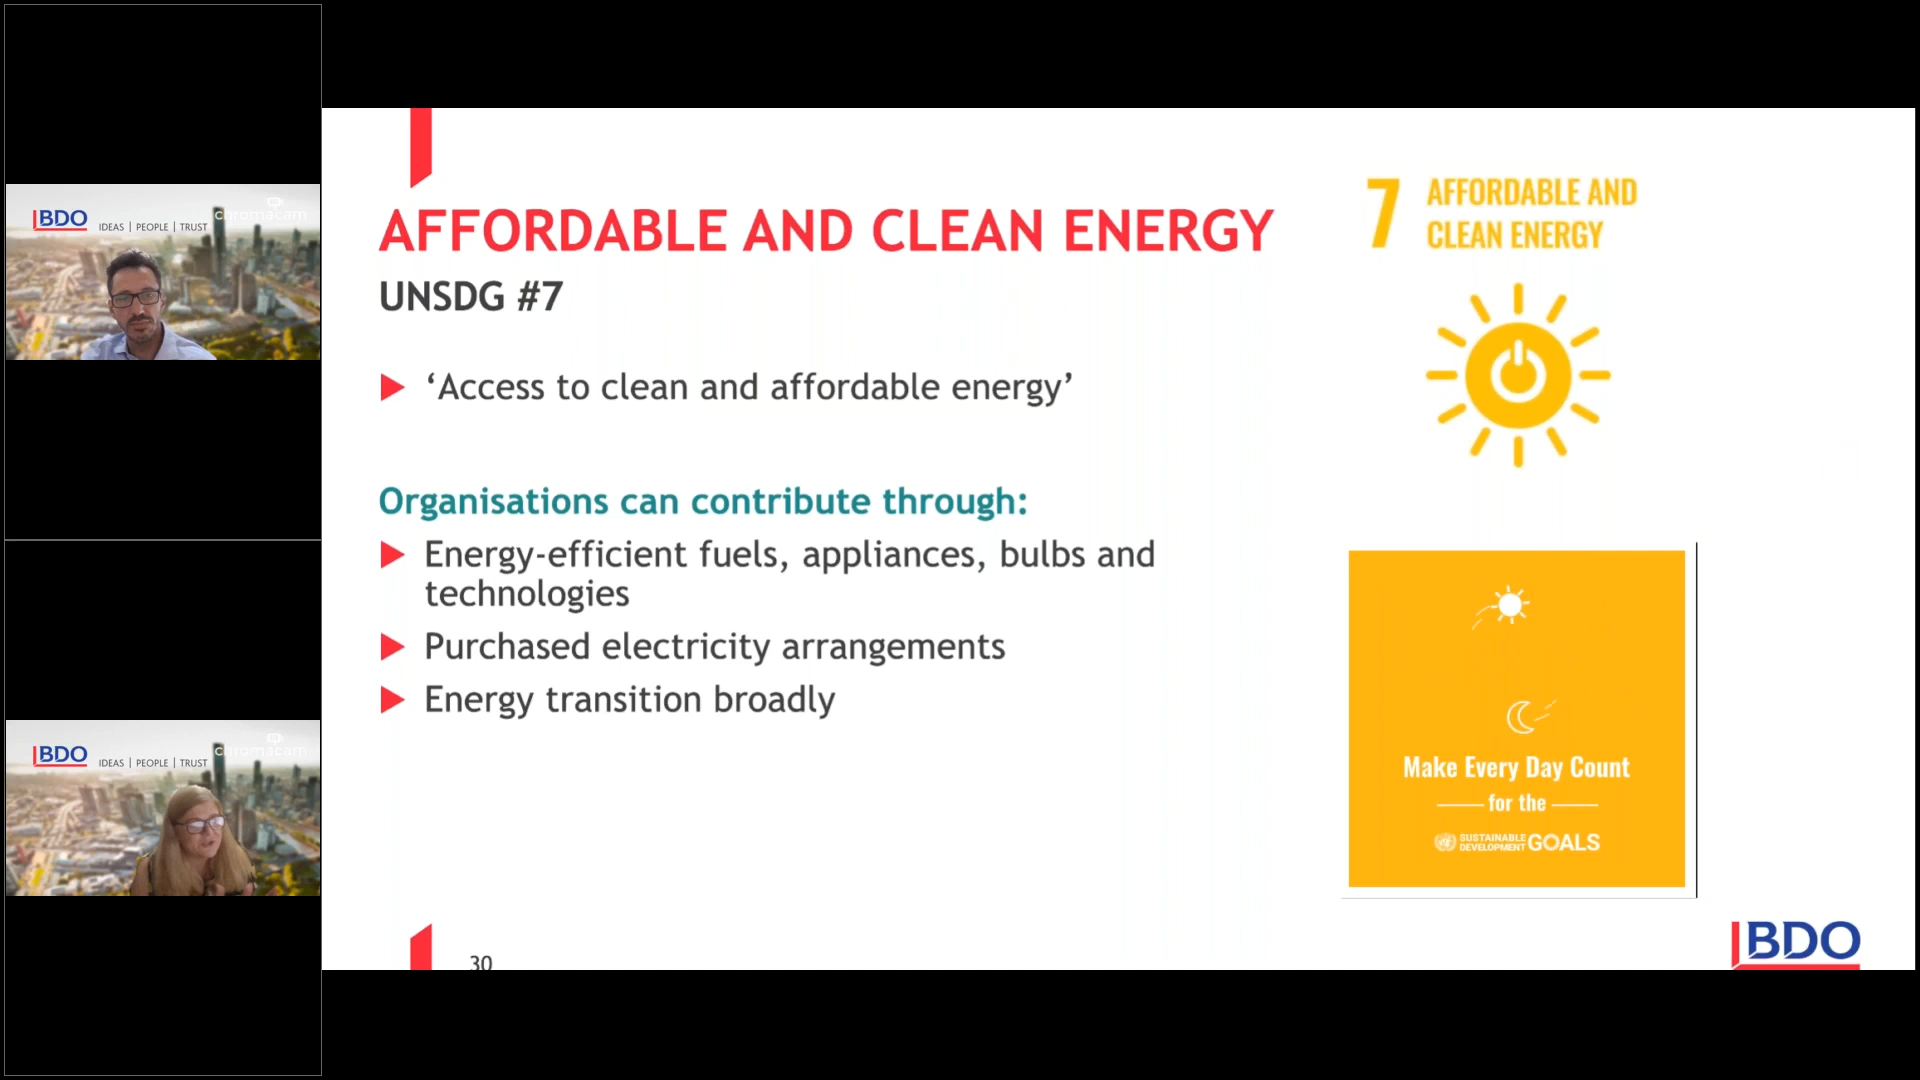 BDO
IDEAS | PEOPLE | TRUST
chromacam
BDO
IDEAS | PEOPLE | TRUST
chromacam
AFFORDABLE AND CLEAN ENERGY
UNSDG #7
‘Access to clean and affordable energy’
Organisations can contribute through:
Energy-efficient fuels, appliances, bulbs and
technologies
Purchased electricity arrangements
Energy transition broadly
30
7 AFFORDABLE AND
CLEAN ENERGY
Make Every Day Count
for the
SUSTAINABLE
DEVELOPMENT GOALS
BDO